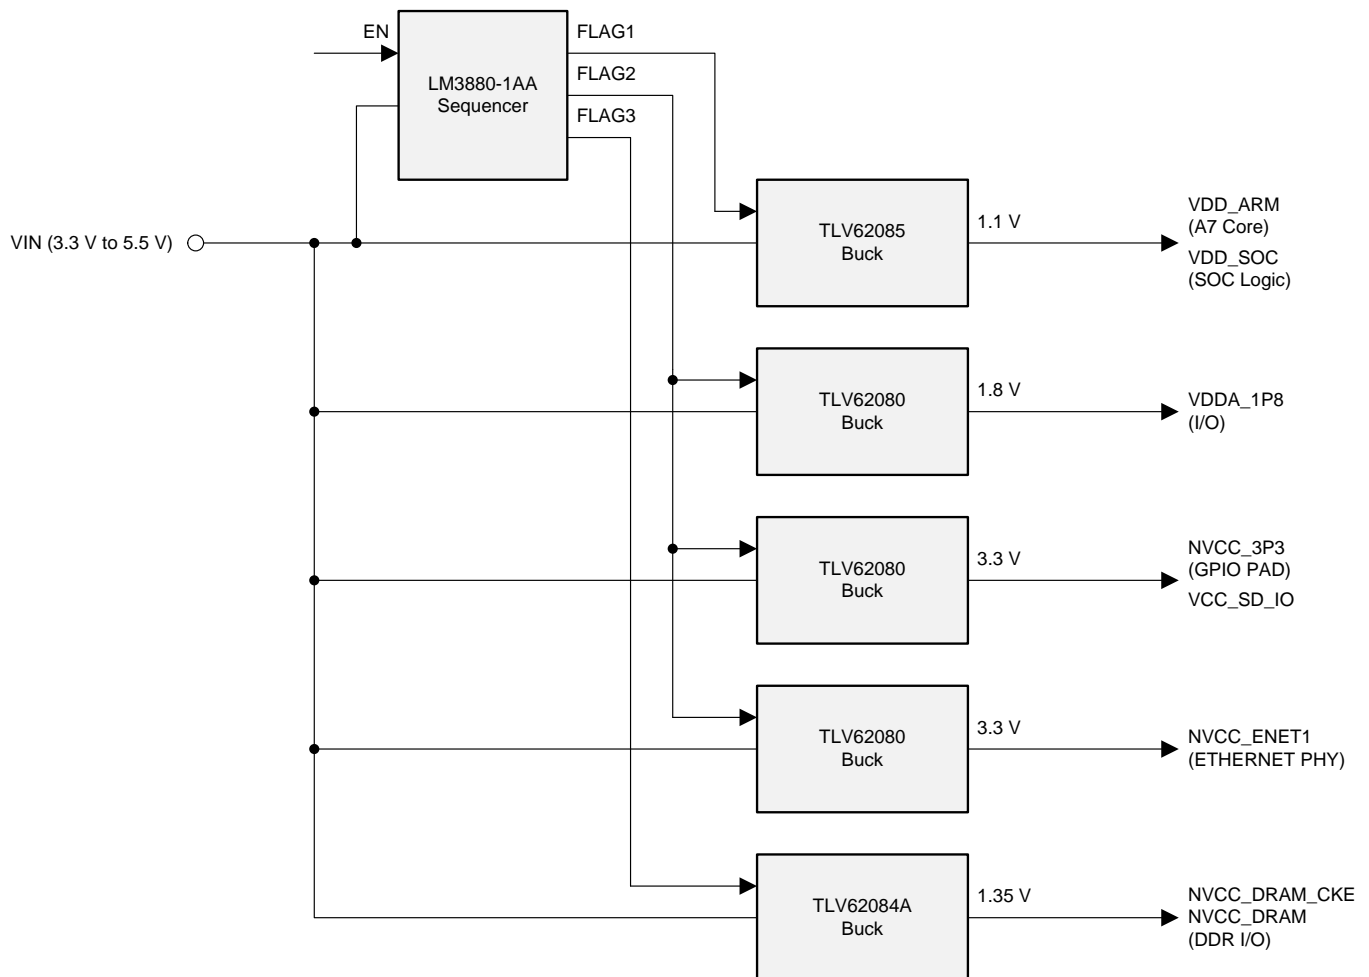 EN
FLAG1
FLAG2
FLAG3
LM3880-1AA
Sequencer
VIN (3.3 V to 5.5 V)
TLV62085
Buck
1.1 V
VDD_ARM
(A7 Core)
VDD_SOC
(SOC Logic)
TLV62080
Buck
1.8 V
VDDA_1P8
(I/O)
TLV62080
Buck
3.3 V
NVCC_3P3
(GPIO PAD)
VCC_SD_IO
TLV62080
Buck
3.3 V
NVCC_ENET1
(ETHERNET PHY)
TLV62084A
Buck
1.35 V
NVCC_DRAM_CKE
NVCC_DRAM
(DDR I/O)